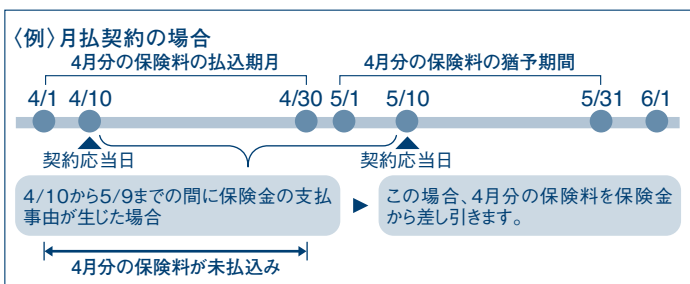 〈例〉月払契約の場合
4月分の保険料の払込期月 4月分の保険料の猶予期間
4/1 4/10 4/30 5/1 5/10 5/31 6/1
契約応当日 契約応当日
4/10から5/9までの間に保険金の支払
事由が生じた場合
この場合、4月分の保険料を保険金
から差し引きます。
4月分の保険料が未払込み